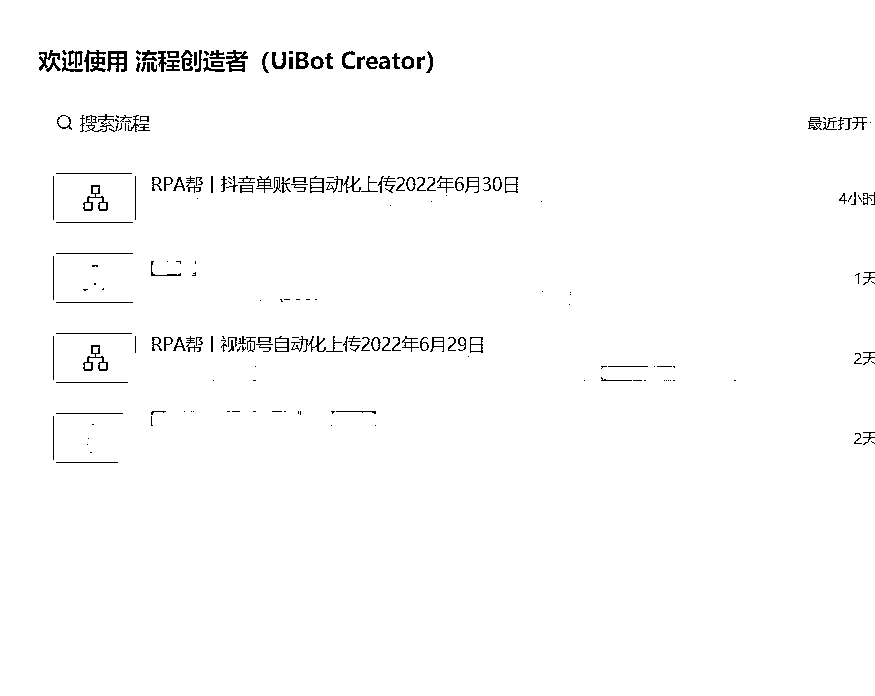 欢迎使用 流程创造者（UiBot Creator）
搜索流程
最近打开
RPA帮丨抖音单账号自动化上传2022年6月30日
4小时
1天
RPA帮丨视频号自动化上传2022年6月29日
2天
2天